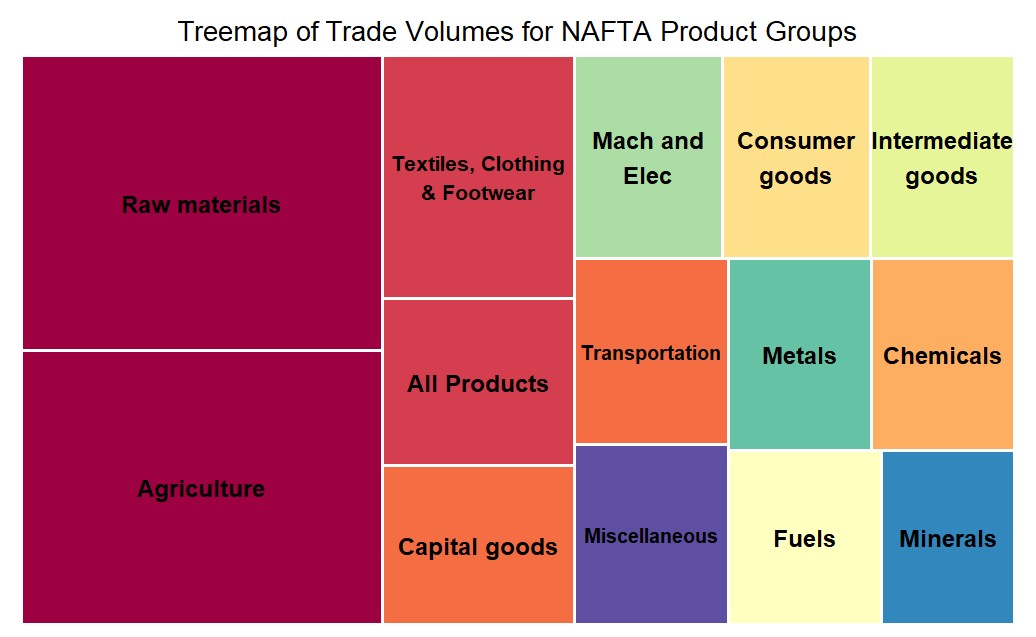 Treemap of Trade Volumes for NAFTA Product Groups
Raw materials
Agriculture
Textiles, Clothing
& Footwear
All Products
Capital goods
Mach and
Elec
Consumer
goods
Intermediate
goods
Transportation
Metals
Chemicals
Miscellaneous
Fuels
Minerals